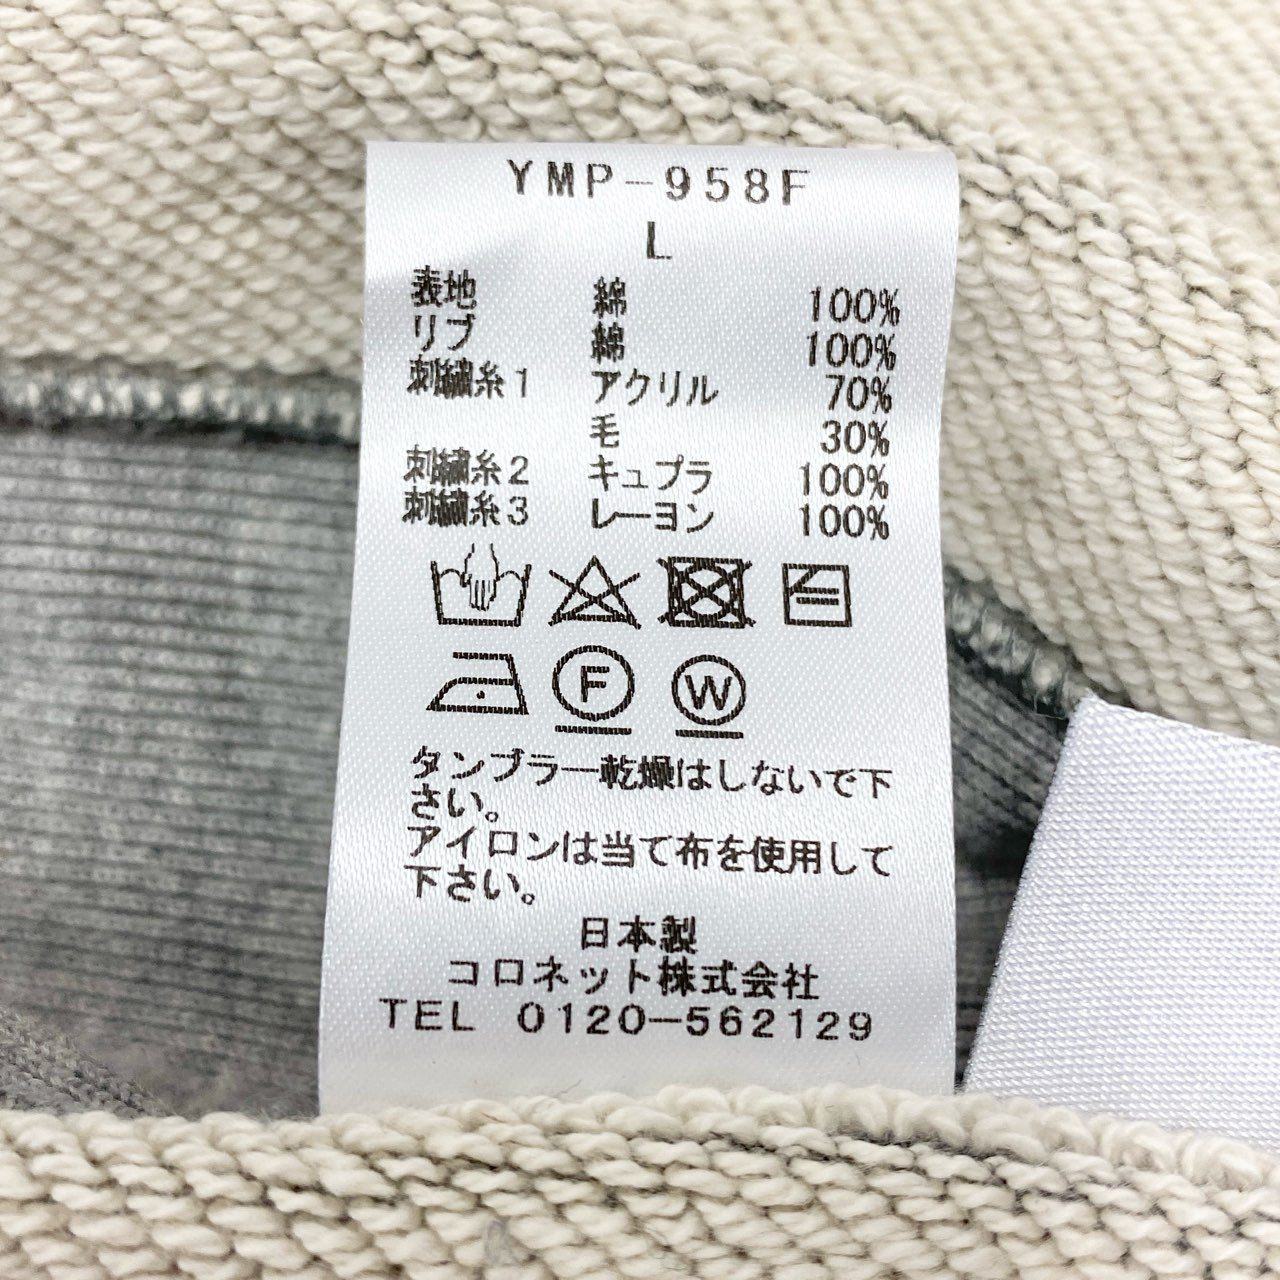 YMP-958F
L
表地 綿 100%
リブ 綿 100%
刺繍糸1 アクリル 70%
毛 30%
刺繍糸2 キュプラ 100%
刺繍糸3 レーヨン 100%
F W
タンブラー乾燥はしないで下
さい。
アイロンは当て布を使用して
下さい。
日本製
コロネット株式会社
TEL 0120-562129